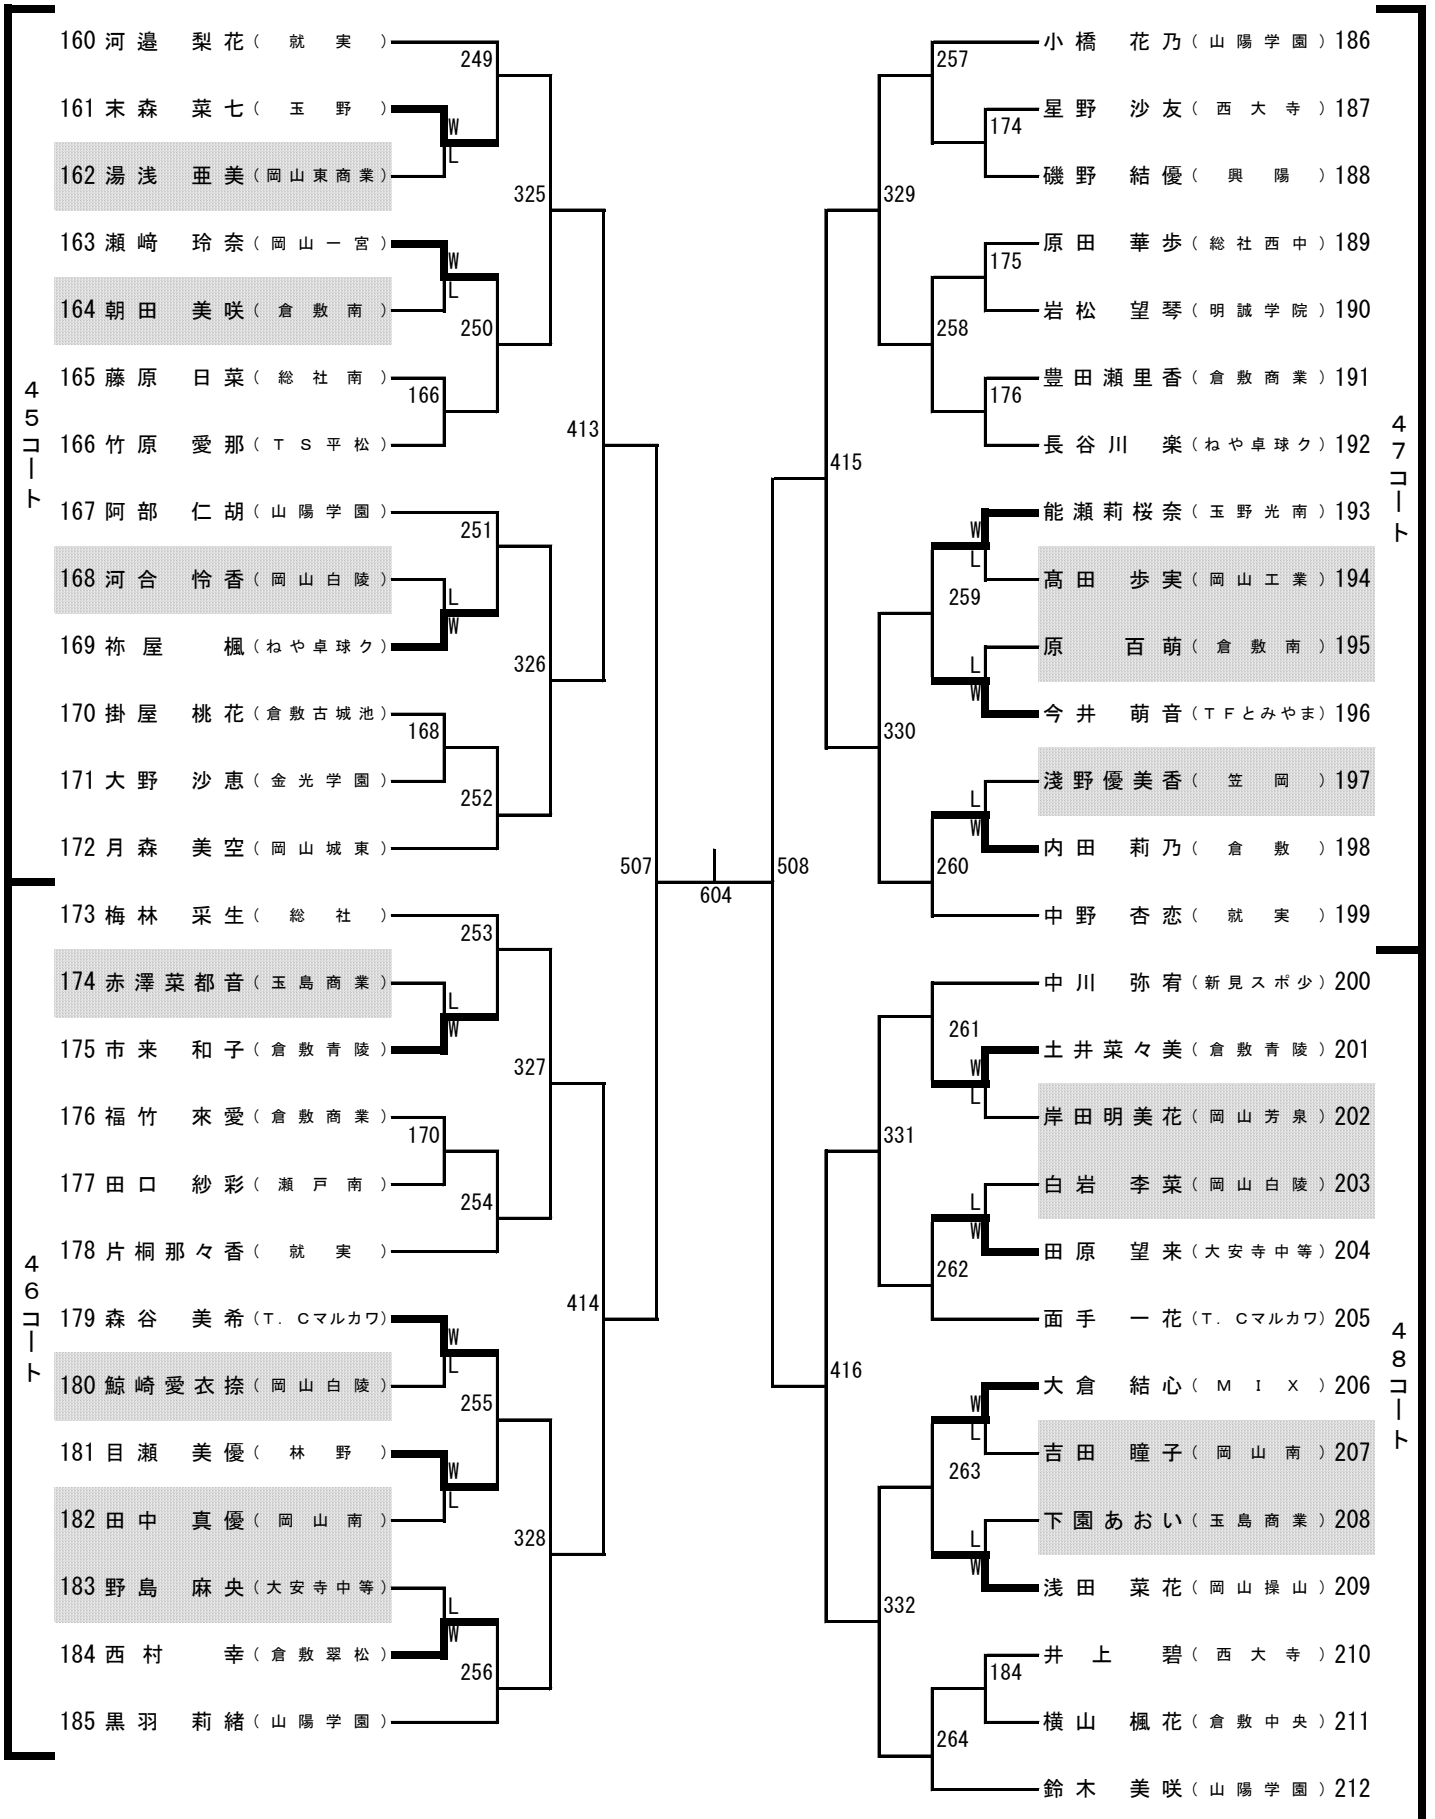 160 河邉 梨花（ 就 実 ）
249
161 末森 菜七（ 玉 野 ）
W
L
162 湯浅 亜美（岡山東商業）
325
163 瀬﨑 玲奈（岡山一宮）
W
L
164 朝田 美咲（ 倉 敷 南 ）
250
165 藤原 日菜（ 総 社 南 ）
166
166 竹原 愛那（ＴＳ平松）
413
167 阿部 仁胡（山陽学園）
251
168 河合 怜香（岡山白陵）
L
W
169 祢屋 楓（ねや卓球ク）
326
170 掛屋 桃花（倉敷古城池）
168
171 大野 沙恵（金光学園）
252
172 月森 美空（岡山城東）
４５コート
507
604
508
173 梅林 采生（ 総 社 ）
253
174 赤澤菜都音（玉島商業）
L
W
175 市来 和子（倉敷青陵）
327
176 福竹 來愛（倉敷商業）
170
177 田口 紗彩（ 瀬 戸 南 ）
254
178 片桐那々香（ 就 実 ）
414
179 森谷 美希（Ｔ．Ｃマルカワ）
W
L
180 鯨崎愛衣捺（岡山白陵）
255
181 目瀬 美優（ 林 野 ）
W
L
182 田中 真優（ 岡 山 南 ）
328
183 野島 麻央（大安寺中等）
L
W
184 西村 幸（倉敷翠松）
256
185 黒羽 莉緒（山陽学園）
４６コート
小橋 花乃（山陽学園）186
257
星野 沙友（ 西 大 寺 ）187
174
磯野 結優（ 興 陽 ）188
329
原田 華歩（総社西中）189
175
岩松 望琴（明誠学院）190
258
豊田瀬里香（倉敷商業）191
176
長谷川 楽（ねや卓球ク）192
415
能瀬莉桜奈（玉野光南）193
W
L
髙田 歩実（岡山工業）194
259
原 百萌（ 倉 敷 南 ）195
L
W
今井 萌音（ＴＦとみやま）196
330
淺野優美香（ 笠 岡 ）197
L
W
内田 莉乃（ 倉 敷 ）198
260
中野 杏恋（ 就 実 ）199
４７コート
中川 弥宥（新見スポ少）200
261
土井菜々美（倉敷青陵）201
W
L
岸田明美花（岡山芳泉）202
331
白岩 李菜（岡山白陵）203
L
W
田原 望来（大安寺中等）204
262
面手 一花（Ｔ．Ｃマルカワ）205
416
大倉 結心（ Ｍ Ｉ Ｘ ）206
W
L
吉田 瞳子（ 岡 山 南 ）207
263
下園あおい（玉島商業）208
L
W
浅田 菜花（岡山操山）209
332
井上 碧（ 西 大 寺 ）210
184
横山 楓花（倉敷中央）211
264
鈴木 美咲（山陽学園）212
４８コート